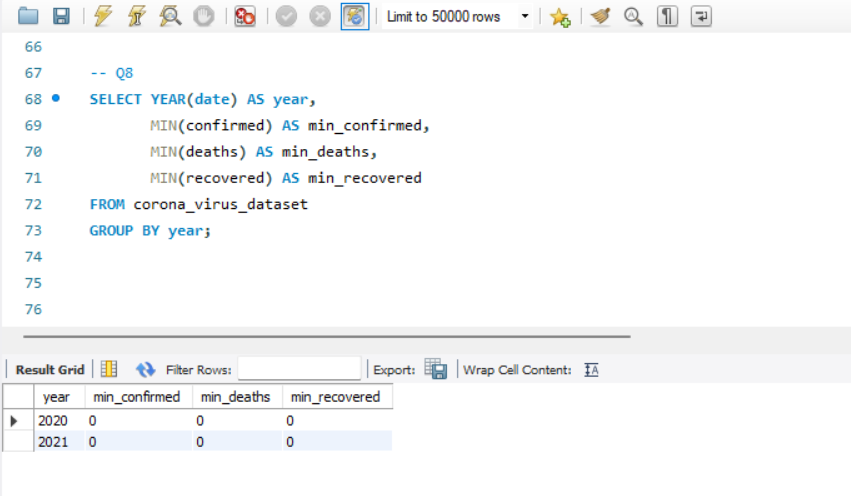 Limit to 50000 rows
66
67 -- Q8
68 SELECT YEAR(date) AS year,
69 MIN(confirmed) AS min_confirmed,
70 MIN(deaths) AS min_deaths,
71 MIN(recovered) AS min_recovered
72 FROM corona_virus_dataset
73 GROUP BY year;
74
75
76
Result Grid Filter Rows: Export: Wrap Cell Content: IA
year min_confirmed min_deaths min_recovered
2020 0 0 0
2021 0 0 0